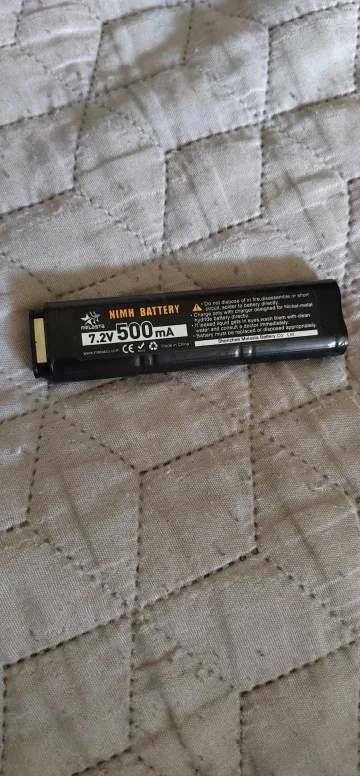 MELASTA
NIMH BATTERY
7.2V 500mA
www.melasta.com CE Made in China
• Do not dispose of in fire,disassemble or short
circuit, solder to battery directly.
• Charge only with charger designed for Nickel-metal
hydride battery directly.
• If leaked liquid gets in eyes,wash them clean
water and consult a doctor immediately.
• battery must be replaced or disposed appropriately.
Shenzhen Melasta Battery Co., Ltd